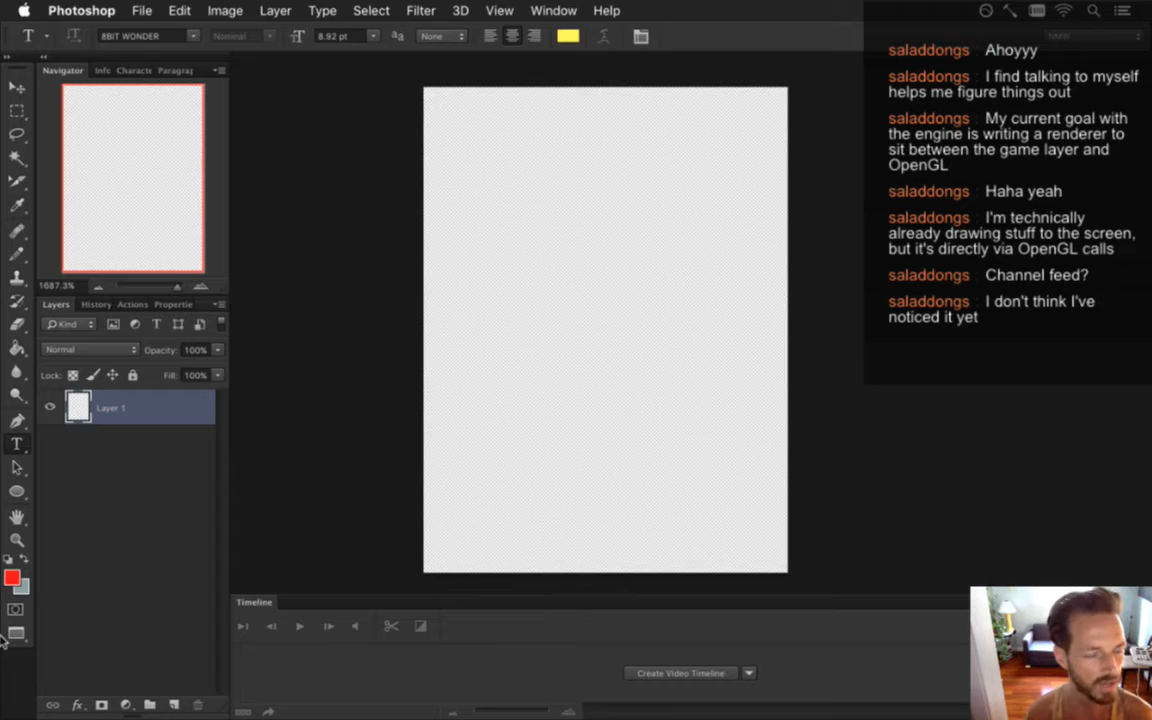 Photoshop File Edit Image Layer Type Select Filter 3D View Window Help
T 8BIT WONDER Nominal 8.92 pt None
Navigator Info Characte Paragraj
1687.3%
Layers History Actions Propertie
Kind
Normal Opacity: 100%
Lock: Fill: 100%
Layer 1
Timeline
Create Video Timeline
saladdongs : Ahoyyy
saladdongs : I find talking to myself
helps me figure things out
saladdongs : My current goal with
the engine is writing a renderer to
sit between the game layer and
OpenGL
saladdongs : Haha yeah
saladdongs : I'm technically
already drawing stuff to the screen,
but it's directly via OpenGL calls
saladdongs : Channel feed?
saladdongs : I don't think I've
noticed it yet